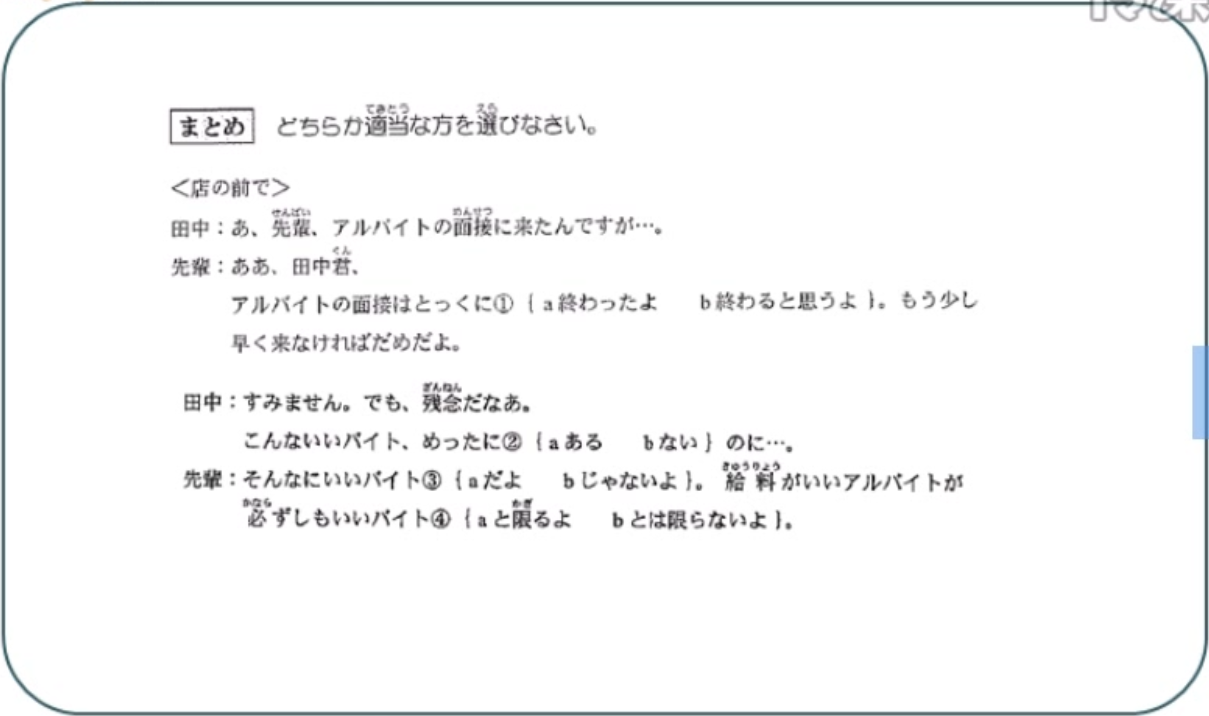 まとめ どちらか適当な方を選びなさい。
＜店の前で＞
田中：あ、先輩、アルバイトの面接に来たんですが…。
先輩：ああ、田中君、
アルバイトの面接はとっくに①｛a終わったよ b終わると思うよ｝。もう少し
早く来なければだめだよ。
田中：すみません。でも、残念だなあ。
こんないいバイト、めったに②｛aある bない｝のに…。
先輩：そんなにいいバイト③｛aだよ bじゃないよ｝。給料がいいアルバイトが
必ずしもいいバイト④｛aと限るよ bとは限らないよ｝。